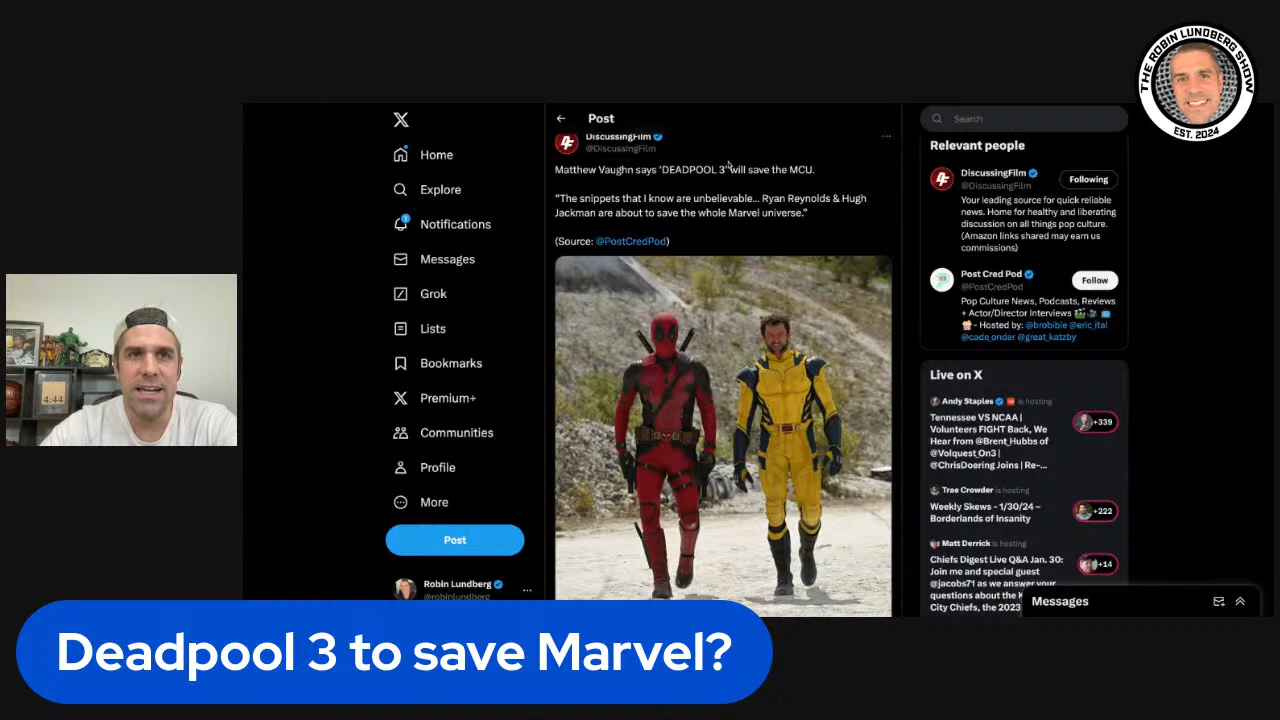 THE ROBIN LUNDBERG SHOW
EST. 2024
Home
Explore
Notifications
Messages
Grok
Lists
Bookmarks
Premium+
Communities
Profile
More
Post
Robin Lundberg
@robinlundberg
Post
DiscussingFilm
@DiscussingFilm
Matthew Vaughn says ‘DEADPOOL 3’ will save the MCU.
“The snippets that I know are unbelievable... Ryan Reynolds & Hugh
Jackman are about to save the whole Marvel universe.”
(Source: @PostCredPod)
Search
Relevant people
DiscussingFilm
@DiscussingFilm
Following
Your leading source for quick reliable
news. Home for healthy and liberating
discussion on all things pop culture.
(Amazon links shared may earn us
commissions)
Post Cred Pod
@PostCredPod
Follow
Pop Culture News, Podcasts, Reviews
+ Actor/Director Interviews
- Hosted by: @brobible @eric_ital
@cade_onder @great_katzby
Live on X
Andy Staples is hosting
Tennessee VS NCAA |
Volunteers FIGHT Back, We
Hear from @Brent_Hubbs of
@Volquest_On3 |
@ChrisDoering Joins | Re-...
+339
Trae Crowder is hosting
Weekly Skews - 1/30/24 –
Borderlands of Insanity
+222
Matt Derrick is hosting
Chiefs Digest Live Q&A Jan. 30:
Join me and special guest
@jacobs71 as we answer your
questions about the K
City Chiefs, the 2023
+14
Messages
4:44
Deadpool 3 to save Marvel?